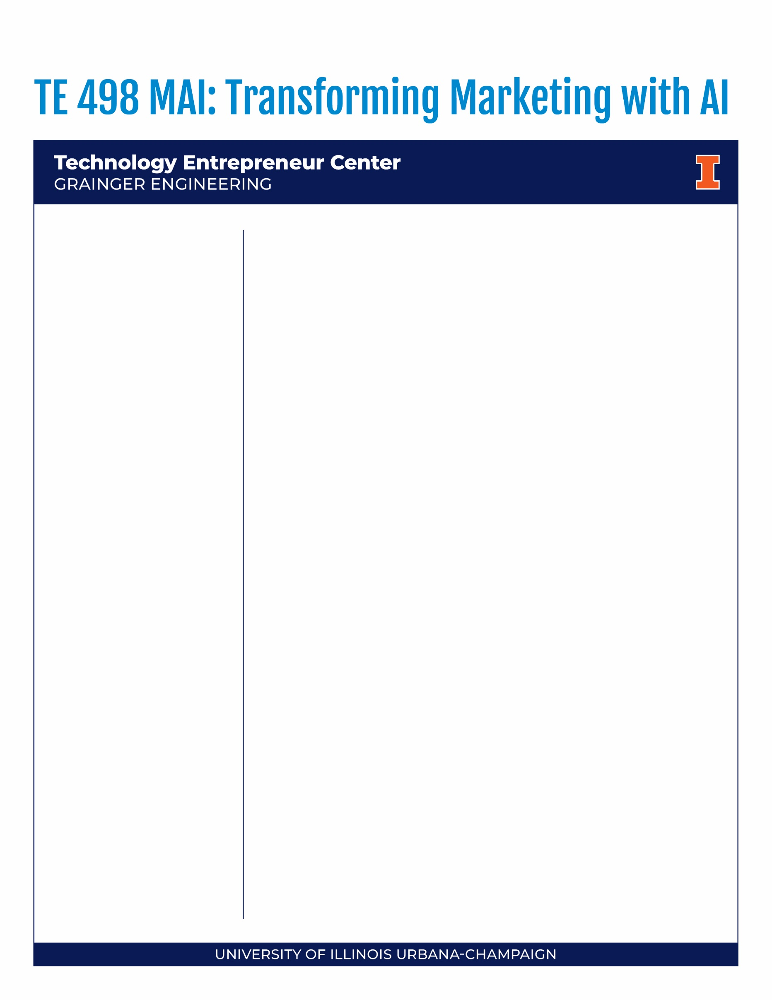 TE 498 MAI: Transforming Marketing with AI
Technology Entrepreneur Center
GRAINGER ENGINEERING
I
UNIVERSITY OF ILLINOIS URBANA-CHAMPAIGN